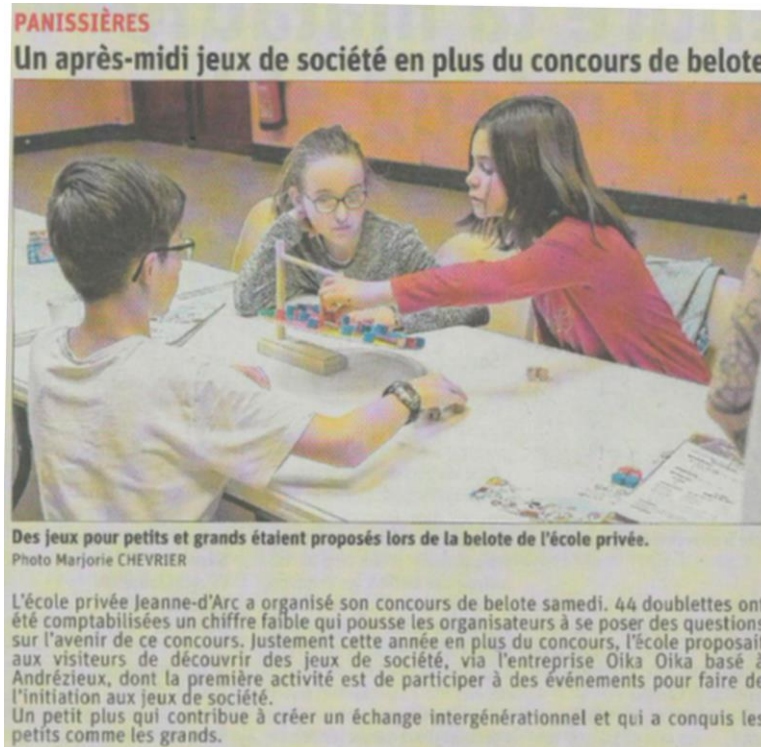 PANISSIÈRES
Un après-midi jeux de société en plus du concours de belote
Des jeux pour petits et grands étaient proposés lors de la belote de l'école privée.
Photo Marjorie CHEVRIER
L'école privée Jeanne-d'Arc a organisé son concours de belote samedi. 44 doublettes ont
été comptabilisées un chiffre faible qui pousse les organisateurs à se poser des questions
sur l'avenir de ce concours. Justement cette année en plus du concours, l'école proposait
aux visiteurs de découvrir des jeux de société, via l'entreprise Oika Oika basé à
Andrézieux, dont la première activité est de participer à des événements pour faire de
l'initiation aux jeux de société.
Un petit plus qui contribue à créer un échange intergénérationnel et qui a conquis les
petits comme les grands.